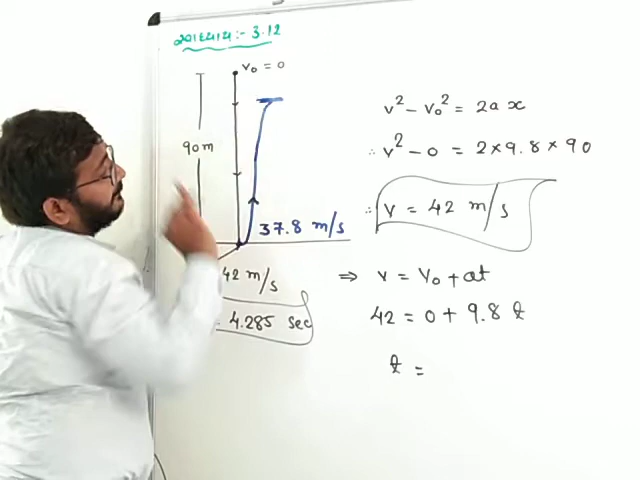 સ્વાધ્યાય :- 3.12
v₀ = 0
90m
37.8 m/s
42 m/s
4.285 sec
v² - v₀² = 2a x
∴ v² - 0 = 2×9.8×90
∴ v = 42 m/s
⇒ v = v₀ + at
42 = 0 + 9.8 t
t =